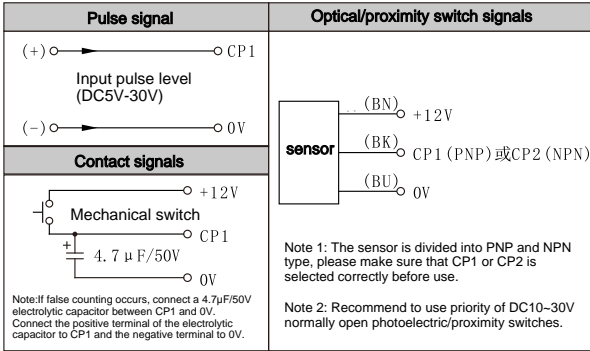 Pulse signal
(+) CP1
Input pulse level
(DC5V-30V)
(-) 0V
Contact signals
+12V
Mechanical switch
CP1
+
4.7μF/50V
0V
Note:If false counting occurs, connect a 4.7μF/50V
electrolytic capacitor between CP1 and 0V.
Connect the positive terminal of the electrolytic
capacitor to CP1 and the negative terminal to 0V.
Optical/proximity switch signals
(BN) +12V
sensor
(BK) CP1(PNP)或CP2(NPN)
(BU) 0V
Note 1: The sensor is divided into PNP and NPN
type, please make sure that CP1 or CP2 is
selected correctly before use.
Note 2: Recommend to use priority of DC10~30V
normally open photoelectric/proximity switches.